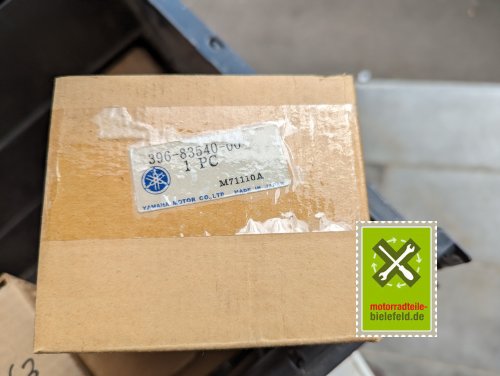 396-83540-00
1 PC
M71110A
YAMAHA MOTOR CO.,LTD. MADE IN JAPAN
motorradteile-
bielefeld.de